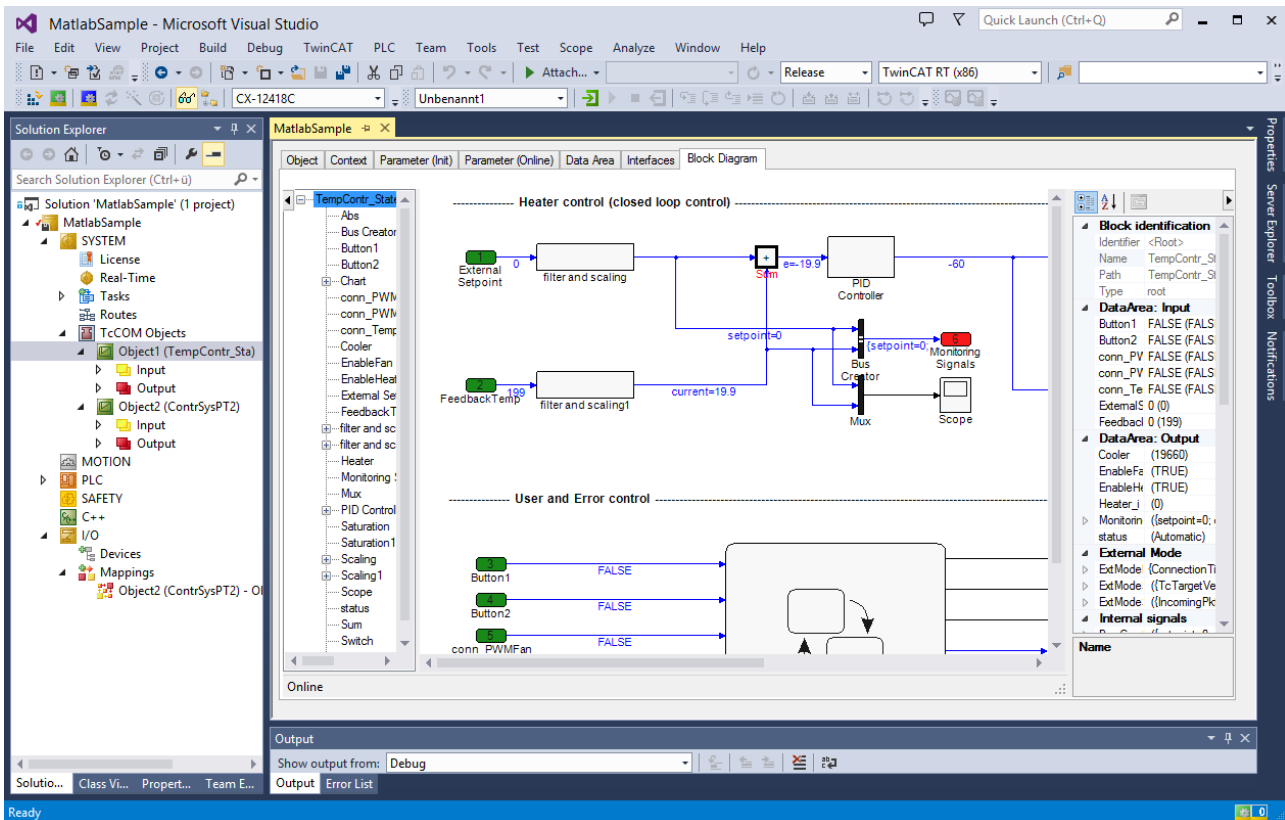 MatlabSample - Microsoft Visual Studio
Quick Launch (Ctrl+Q)
File Edit View Project Build Debug TwinCAT PLC Team Tools Test Scope Analyze Window Help
Attach... Release TwinCAT RT (x86)
CX-12418C Unbenannt1
Solution Explorer
Search Solution Explorer (Ctrl+ü)
Solution 'MatlabSample' (1 project)
MatlabSample
SYSTEM
License
Real-Time
Tasks
Routes
TcCOM Objects
Object1 (TempContr_Sta)
Input
Output
Object2 (ContrSysPT2)
Input
Output
MOTION
PLC
SAFETY
C++
I/O
Devices
Mappings
Object2 (ContrSysPT2) - Ol
Solutio... Class Vi... Propert... Team E...
MatlabSample
Object Context Parameter (Init) Parameter (Online) Data Area Interfaces Block Diagram
TempContr_State
Abs
Bus Creator
Button1
Button2
Chart
conn_PWM
conn_PWM
conn_Temp
Cooler
EnableFan
EnableHeat
External Set
FeedbackT
filter and sc
filter and sc
Heater
Monitoring S
Mux
PID Control
Saturation
Saturation1
Scaling
Scaling1
Scope
status
Sum
Switch
Heater control (closed loop control)
1
External
Setpoint
0
filter and scaling
+
Sum
e=-19.9
PID
Controller
-60
setpoint=0
{setpoint=0;
Bus
Creator
6
Monitoring
Signals
2
FeedbackTemp
199
filter and scaling1
current=19.9
Mux
Scope
User and Error control
3
Button1
FALSE
4
Button2
FALSE
5
conn_PWMFan
FALSE
Online
Block identification
Identifier <Root>
Name TempContr_St
Path TempContr_St
Type root
DataArea: Input
Button1 FALSE (FALS
Button2 FALSE (FALS
conn_PV FALSE (FALS
conn_PV FALSE (FALS
conn_Te FALSE (FALS
ExternalS 0 (0)
Feedbacl 0 (199)
DataArea: Output
Cooler (19660)
EnableFa (TRUE)
EnableHe (TRUE)
Heater_i (0)
Monitorin ({setpoint=0;
status (Automatic)
External Mode
ExtMode {ConnectionTi
ExtMode ({TcTargetVe
ExtMode ({IncomingPk
Internal signals
Name
Properties
Server Explorer
Toolbox
Notifications
Output
Show output from: Debug
Output Error List
Ready
0